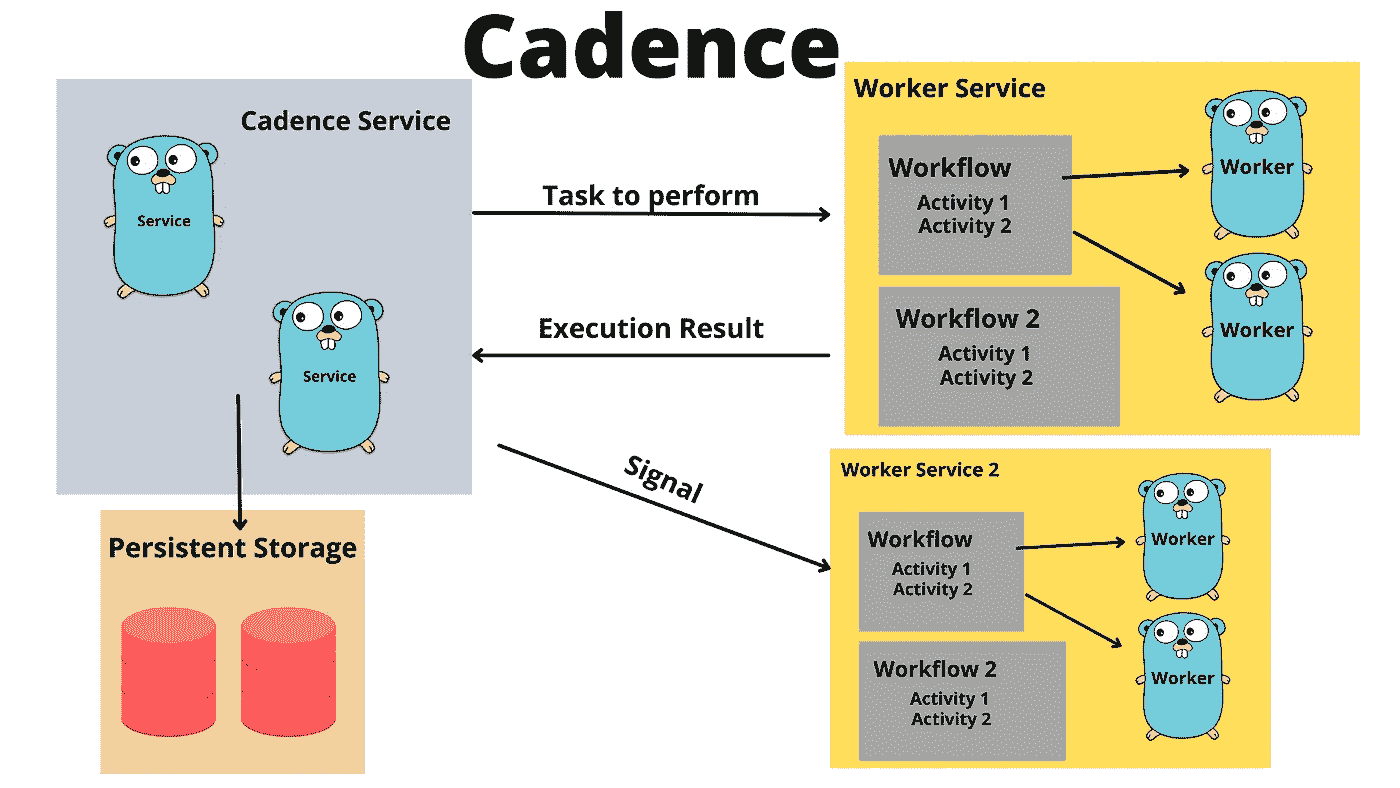 Cadence
Cadence Service
Service
Service
Persistent Storage
Task to perform
Execution Result
Signal
Worker Service
Workflow
Activity 1
Activity 2
Workflow 2
Activity 1
Activity 2
Worker
Worker
Worker Service 2
Workflow
Activity 1
Activity 2
Workflow 2
Activity 1
Activity 2
Worker
Worker